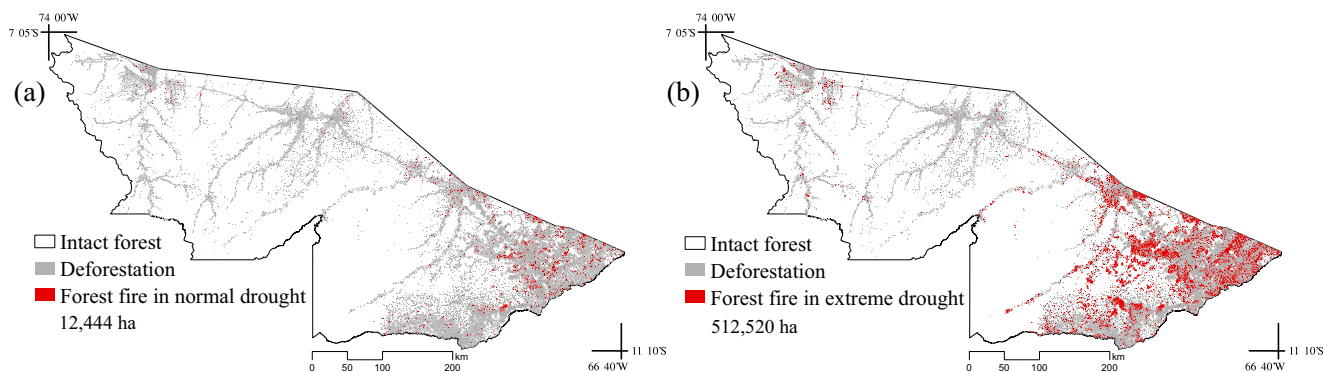 74 00'W
7 05'S
(a)
Intact forest
Deforestation
Forest fire in normal drought
12,444 ha
km
0 50 100 200
11 10'S
66 40'W
74 00'W
7 05'S
(b)
Intact forest
Deforestation
Forest fire in extreme drought
512,520 ha
km
0 50 100 200
11 10'S
66 40'W